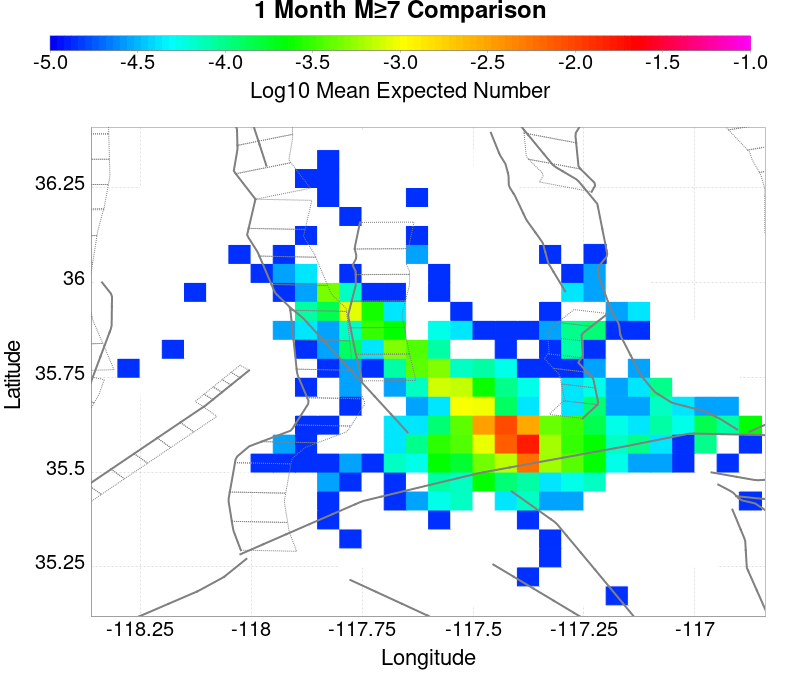 1 Month M≥7 Comparison
-5.0 -4.5 -4.0 -3.5 -3.0 -2.5 -2.0 -1.5 -1.0
Log10 Mean Expected Number
36.25
36
35.75
35.5
35.25
Latitude
-118.25 -118 -117.75 -117.5 -117.25 -117
Longitude